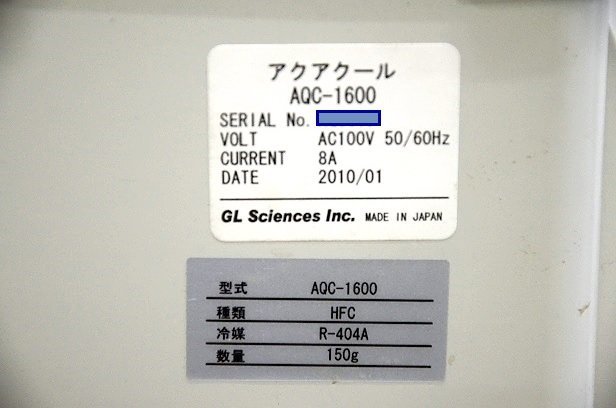 アクアクール
AQC-1600
SERIAL No.
VOLT AC100V 50/60Hz
CURRENT 8A
DATE 2010/01
GL Sciences Inc. MADE IN JAPAN
型式 AQC-1600
種類 HFC
冷媒 R-404A
数量 150g